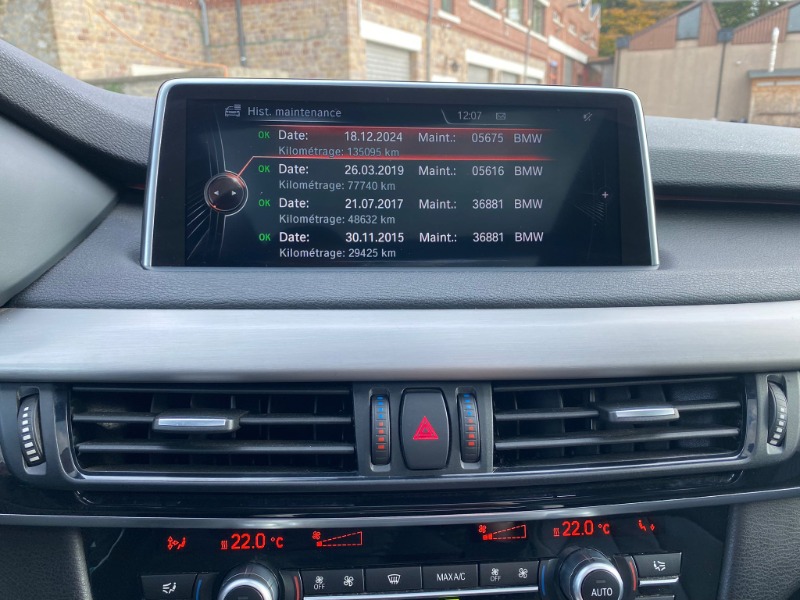 Hist. maintenance 12:07
OK Date: 18.12.2024 Maint.: 05675 BMW
Kilométrage: 135095 km
OK Date: 26.03.2019 Maint.: 05616 BMW
Kilométrage: 77740 km
OK Date: 21.07.2017 Maint.: 36881 BMW
Kilométrage: 48632 km
OK Date: 30.11.2015 Maint.: 36881 BMW
Kilométrage: 29425 km
22.0 °C 22.0 °C
OFF MAX A/C OFF AUTO